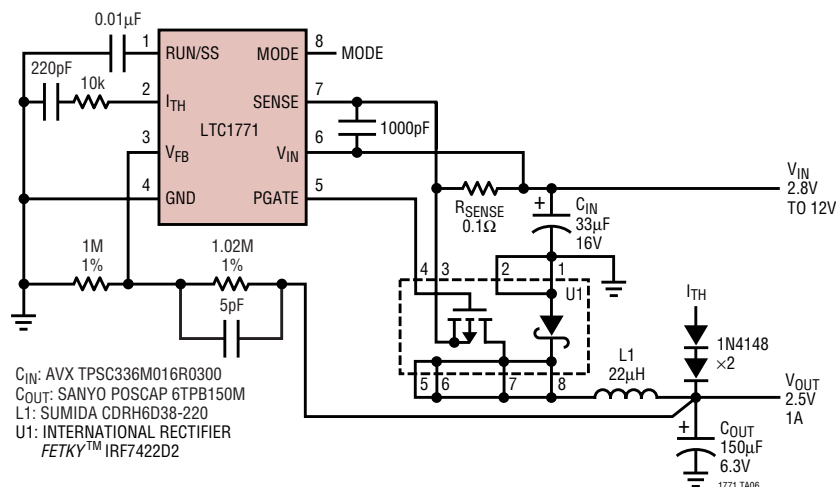 0.01µF
1
RUN/SS
MODE
8
MODE
220pF
10k
2
ITH
SENSE
7
LTC1771
1000pF
3
VFB
VIN
6
4
GND
PGATE
5
VIN
2.8V
TO 12V
RSENSE
0.1Ω
+
CIN
33µF
16V
1M
1%
1.02M
1%
5pF
4
3
2
1
U1
ITH
1N4148
×2
L1
22µH
5
6
7
8
VOUT
2.5V
1A
+
COUT
150µF
6.3V
CIN: AVX TPSC336M016R0300
COUT: SANYO POSCAP 6TPB150M
L1: SUMIDA CDRH6D38-220
U1: INTERNATIONAL RECTIFIER
FETKY™ IRF7422D2
1771 TA06